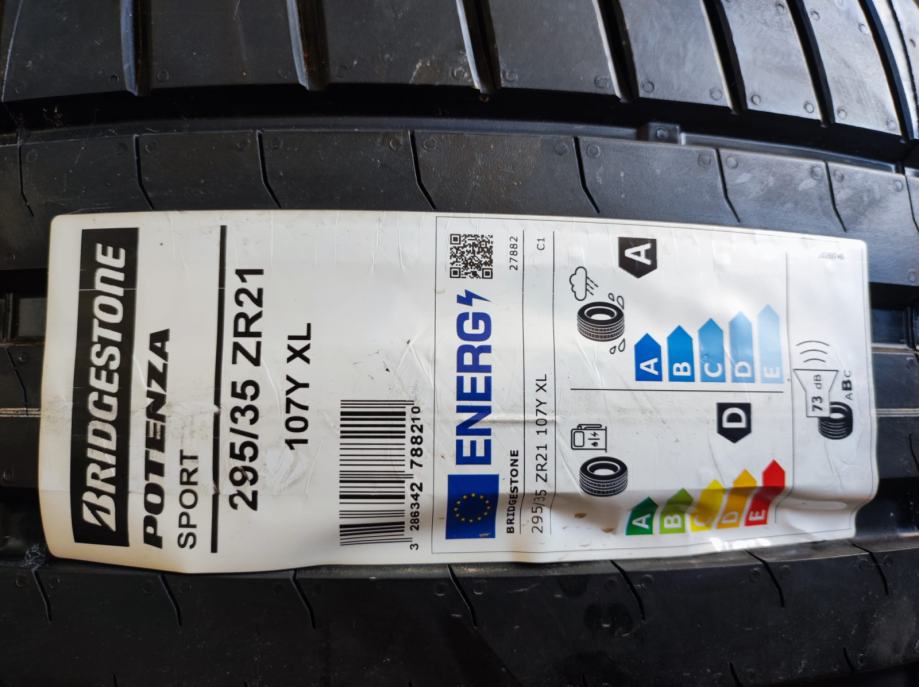 BRIDGESTONE
POTENZA
SPORT
295/35 ZR21
107Y XL
3 286342 788210
ENERG
BRIDGESTONE
27882
295/35 ZR21 107Y XL
C1
A
A
B
C
D
E
D
A
B
C
D
E
73 dB
ABC